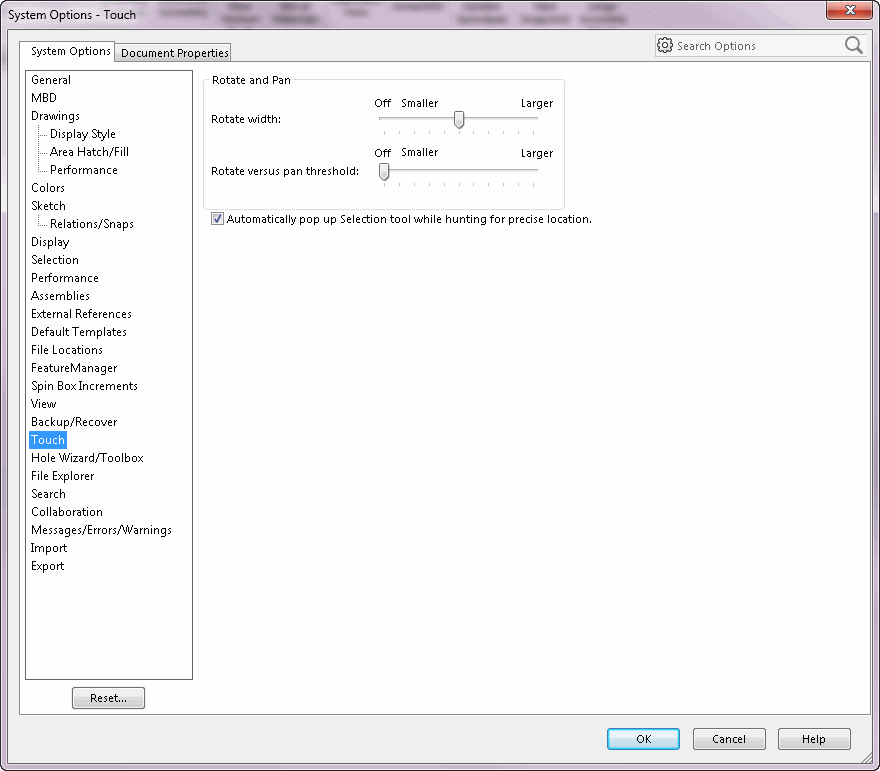 System Options - Touch
System Options
Document Properties
Search Options
General
MBD
Drawings
Display Style
Area Hatch/Fill
Performance
Colors
Sketch
Relations/Snaps
Display
Selection
Performance
Assemblies
External References
Default Templates
File Locations
FeatureManager
Spin Box Increments
View
Backup/Recover
Touch
Hole Wizard/Toolbox
File Explorer
Search
Collaboration
Messages/Errors/Warnings
Import
Export
Reset...
Rotate and Pan
Off Smaller Larger
Rotate width:
Off Smaller Larger
Rotate versus pan threshold:
Automatically pop up Selection tool while hunting for precise location.
OK
Cancel
Help